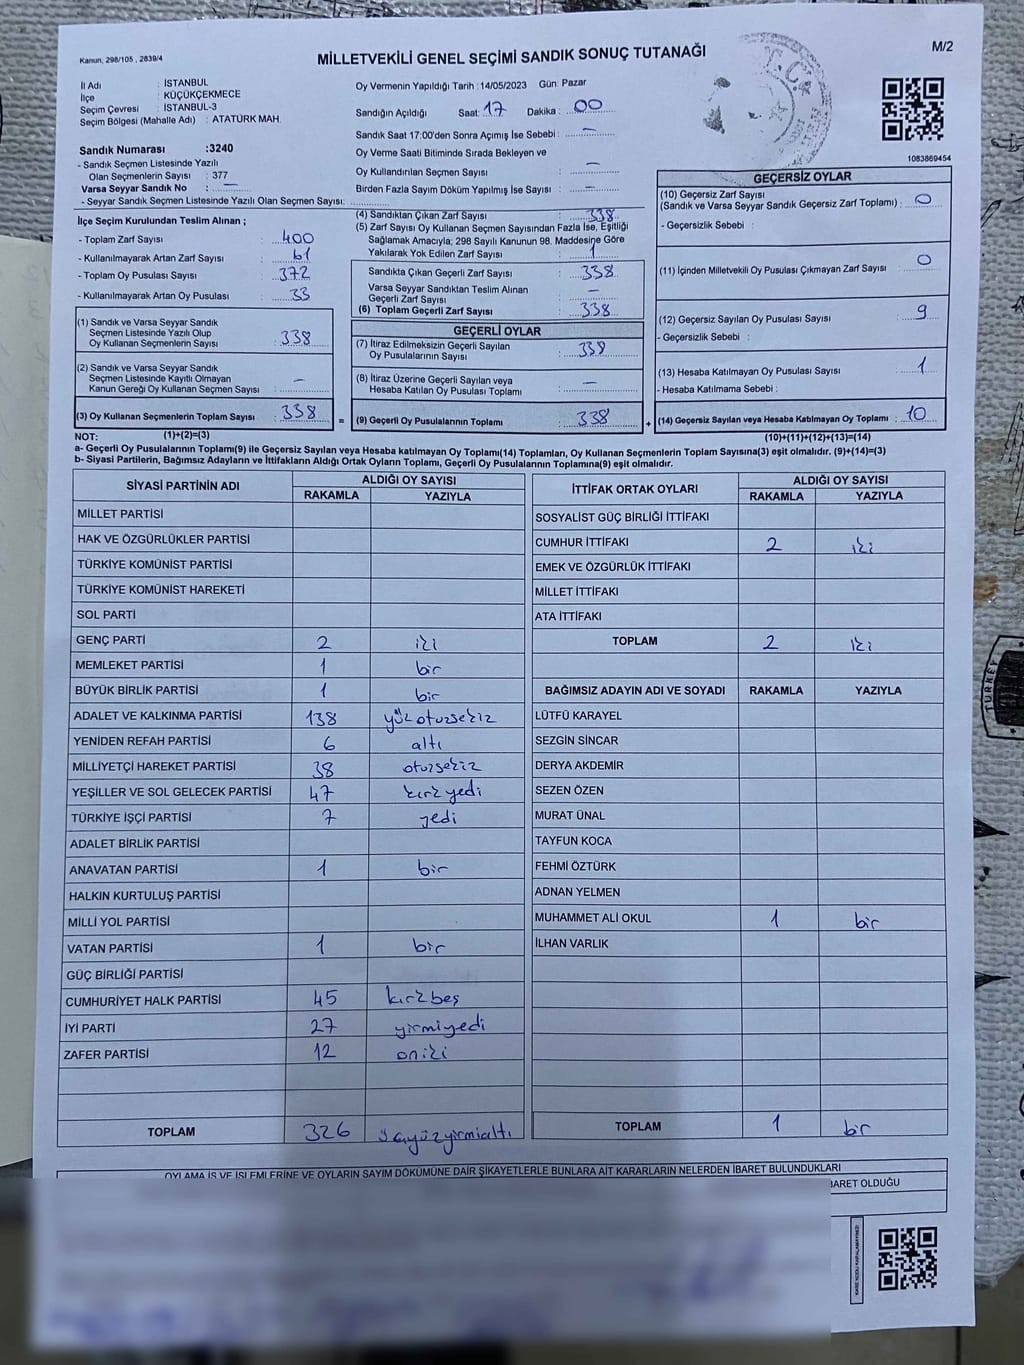 Kanun, 298/105 , 2839/4
MİLLETVEKİLİ GENEL SEÇİMİ SANDIK SONUÇ TUTANAĞI
M/2
İl Adı : İSTANBUL
İlçe : KÜÇÜKÇEKMECE
Seçim Çevresi : İSTANBUL-3
Seçim Bölgesi (Mahalle Adı) : ATATÜRK MAH.
Oy Vermenin Yapıldığı Tarih : 14/05/2023 Gün: Pazar
Sandığın Açıldığı Saat: 17 Dakika : 00
Sandık Saat 17:00'den Sonra Açımış İse Sebebi : —
Oy Verme Saati Bitiminde Sırada Bekleyen ve
Oy Kullandırılan Seçmen Sayısı : —
Birden Fazla Sayım Döküm Yapılmış İse Sayısı : —
1083869454
Sandık Numarası :3240
- Sandık Seçmen Listesinde Yazılı
Olan Seçmenlerin Sayısı : 377
Varsa Seyyar Sandık No : —
- Seyyar Sandık Seçmen Listesinde Yazılı Olan Seçmen Sayısı:
İlçe Seçim Kurulundan Teslim Alınan ;
- Toplam Zarf Sayısı : 400
- Kullanılmayarak Artan Zarf Sayısı : 61
- Toplam Oy Pusulası Sayısı : 372
- Kullanılmayarak Artan Oy Pusulası : 33
(1) Sandık ve Varsa Seyyar Sandık
Seçmen Listesinde Yazılı Olup
Oy Kullanan Seçmenlerin Sayısı : 338
(2) Sandık ve Varsa Seyyar Sandık
Seçmen Listesinde Kayıtlı Olmayan
Kanun Gereği Oy Kullanan Seçmen Sayısı : —
(3) Oy Kullanan Seçmenlerin Toplam Sayısı : 338
(1)+(2)=(3)
(4) Sandıktan Çıkan Zarf Sayısı : 338
(5) Zarf Sayısı Oy Kullanan Seçmen Sayısından Fazla İse, Eşitliği
Sağlamak Amacıyla; 298 Sayılı Kanunun 98. Maddesine Göre
Yakılarak Yok Edilen Zarf Sayısı : 1
Sandıkta Çıkan Geçerli Zarf Sayısı : 338
Varsa Seyyar Sandıktan Teslim Alınan
Geçerli Zarf Sayısı : —
(6) Toplam Geçerli Zarf Sayısı : 338
GEÇERLİ OYLAR
(7) İtiraz Edilmeksizin Geçerli Sayılan
Oy Pusulalarının Sayısı : 338
(8) İtiraz Üzerine Geçerli Sayılan veya
Hesaba Katılan Oy Pusulası Toplamı : —
= (9) Geçerli Oy Pusulalarının Toplamı : 338
GEÇERSİZ OYLAR
(10) Geçersiz Zarf Sayısı
(Sandık ve Varsa Seyyar Sandık Geçersiz Zarf Toplamı) : 0
- Geçersizlik Sebebi :
(11) İçinden Milletvekili Oy Pusulası Çıkmayan Zarf Sayısı : 0
(12) Geçersiz Sayılan Oy Pusulası Sayısı : 9
- Geçersizlik Sebebi :
(13) Hesaba Katılmayan Oy Pusulası Sayısı : 1
- Hesaba Katılmama Sebebi :
+ (14) Geçersiz Sayılan veya Hesaba Katılmayan Oy Toplamı : 10
(10)+(11)+(12)+(13)=(14)
NOT:
a- Geçerli Oy Pusulasının Toplamı(9) ile Geçersiz Sayılan veya Hesaba katılmayan Oy Toplamı(14) Toplamları, Oy Kullanan Seçmenlerin Toplam Sayısına(3) eşit olmalıdır. (9)+(14)=(3)
b- Siyasi Partilerin, Bağımsız Adayların ve İttifakların Aldığı Ortak Oyların Toplamı, Geçerli Oy Pusulasının Toplamına(9) eşit olmalıdır.
SİYASİ PARTİNİN ADI
ALDIĞI OY SAYISI
RAKAMLA YAZIYLA
MİLLET PARTİSİ
HAK VE ÖZGÜRLÜKLER PARTİSİ
TÜRKİYE KOMÜNİST PARTİSİ
TÜRKİYE KOMÜNİST HAREKETİ
SOL PARTİ
GENÇ PARTİ 2 iki
MEMLEKET PARTİSİ 1 bir
BÜYÜK BİRLİK PARTİSİ 1 bir
ADALET VE KALKINMA PARTİSİ 138 yüzotuzsekiz
YENİDEN REFAH PARTİSİ 6 altı
MİLLİYETÇİ HAREKET PARTİSİ 38 otuzsekiz
YEŞİLLER VE SOL GELECEK PARTİSİ 47 kırkyedi
TÜRKİYE İŞÇİ PARTİSİ 7 yedi
ADALET BİRLİK PARTİSİ
ANAVATAN PARTİSİ 1 bir
HALKIN KURTULUŞ PARTİSİ
MİLLİ YOL PARTİSİ
VATAN PARTİSİ 1 bir
GÜÇ BİRLİĞİ PARTİSİ
CUMHURİYET HALK PARTİSİ 45 kırkbeş
İYİ PARTİ 27 yirmiyedi
ZAFER PARTİSİ 12 oniki
TOPLAM 326 üçyüzyirmialtı
İTTİFAK ORTAK OYLARI
ALDIĞI OY SAYISI
RAKAMLA YAZIYLA
SOSYALİST GÜÇ BİRLİĞİ İTTİFAKI
CUMHUR İTTİFAKI 2 iki
EMEK VE ÖZGÜRLÜK İTTİFAKI
MİLLET İTTİFAKI
ATA İTTİFAKI
TOPLAM 2 iki
BAĞIMSIZ ADAYIN ADI VE SOYADI RAKAMLA YAZIYLA
LÜTFÜ KARAYEL
SEZGİN SİNCAR
DERYA AKDEMİR
SEZEN ÖZEN
MURAT ÜNAL
TAYFUN KOCA
FEHMİ ÖZTÜRK
ADNAN YELMEN
MUHAMMET ALİ OKUL 1 bir
İLHAN VARLIK
TOPLAM 1 bir
OYLAMA İŞ VE İŞLEMLERİNE VE OYLARIN SAYIM DÖKÜMÜNE DAİR ŞİKAYETLERLE BUNLARA AİT KARARLARIN NELERDEN İBARET BULUNDUKLARI
BARET OLDUĞU
TURKEY